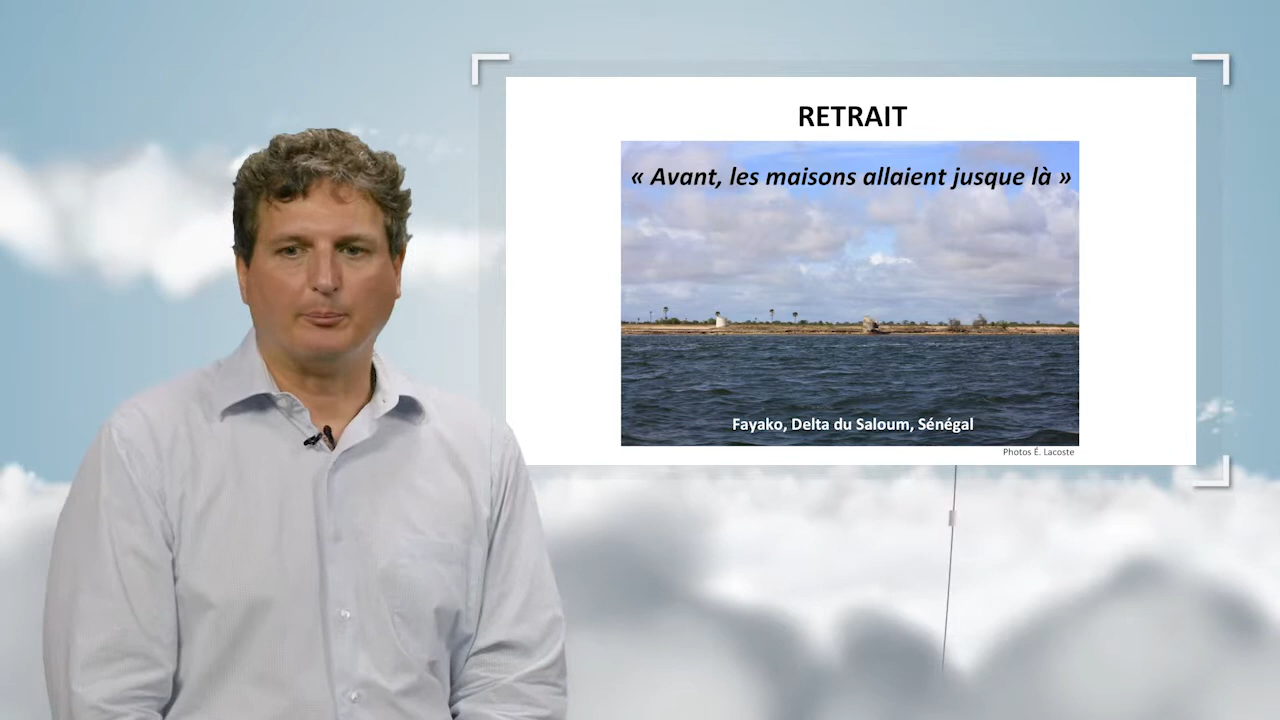 RETRAIT
« Avant, les maisons allaient jusque là »
Fayako, Delta du Saloum, Sénégal
Photos É. Lacoste